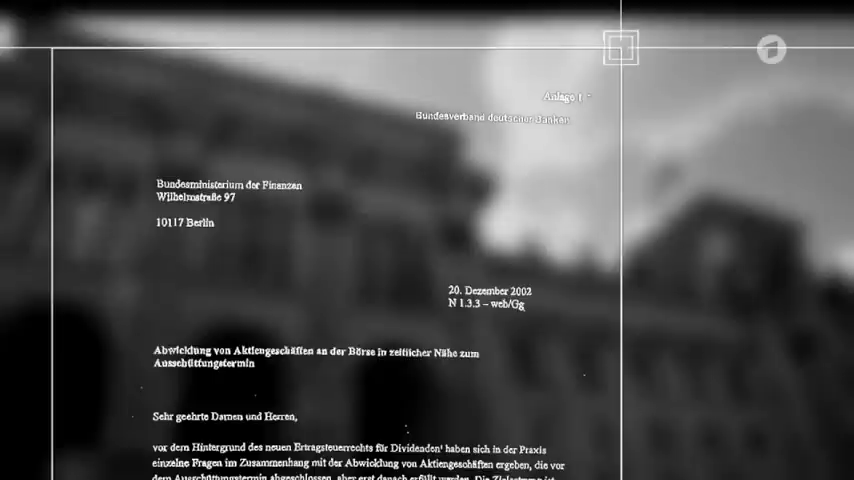 Anlage 1
Bundesverband deutscher Banken
Bundesministerium der Finanzen
Wilhelmstraße 97
10117 Berlin
20. Dezember 2002
N 1.3.3 – web/Gg
Abwicklung von Aktiengeschäften an der Börse in zeitlicher Nähe zum
Ausschüttungstermin
Sehr geehrte Damen und Herren,
vor dem Hintergrund des neuen Ertragsteuerrechts für Dividenden¹ haben sich in der Praxis
einzelne Fragen im Zusammenhang mit der Abwicklung von Aktiengeschäften ergeben, die vor
dem Ausschüttungstermin abgeschlossen, aber erst danach erfüllt werden. Die